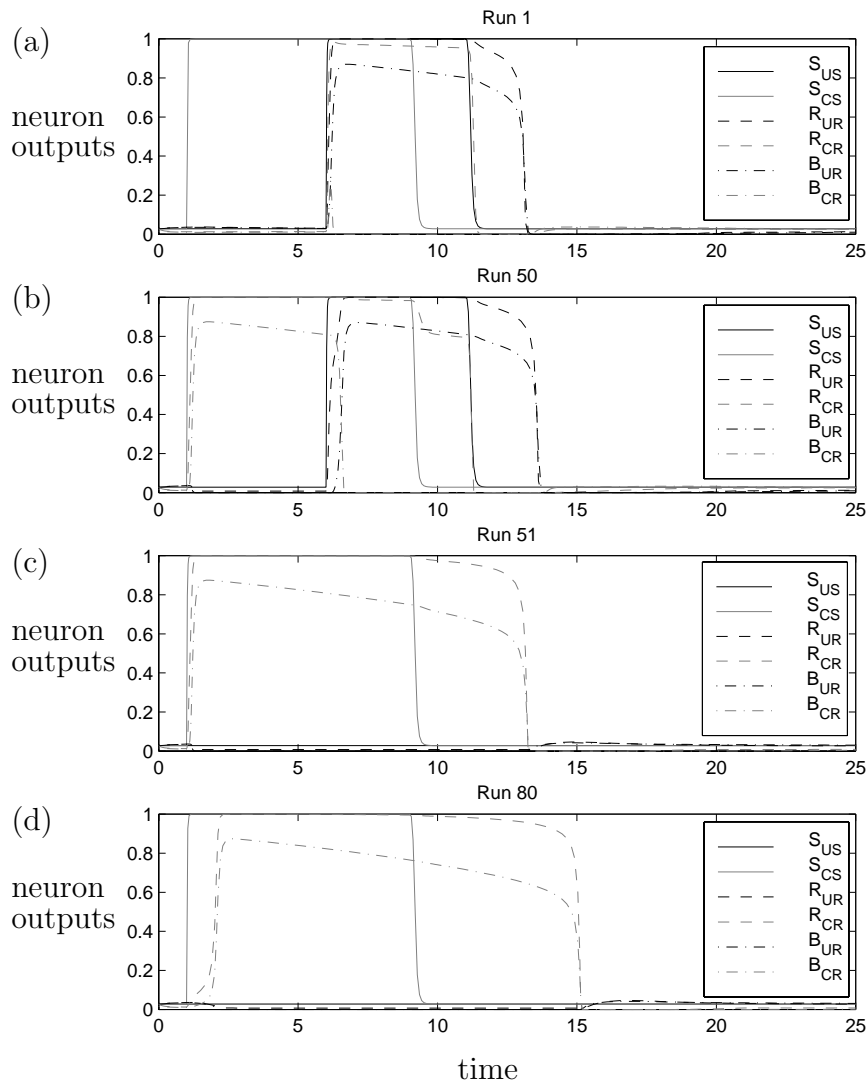 Run 1
(a)
neuron
outputs
1
0.8
0.6
0.4
0.2
0
0 5 10 15 20 25
S_US
S_CS
R_UR
R_CR
B_UR
B_CR
Run 50
(b)
neuron
outputs
1
0.8
0.6
0.4
0.2
0
0 5 10 15 20 25
S_US
S_CS
R_UR
R_CR
B_UR
B_CR
Run 51
(c)
neuron
outputs
1
0.8
0.6
0.4
0.2
0
0 5 10 15 20 25
S_US
S_CS
R_UR
R_CR
B_UR
B_CR
Run 80
(d)
neuron
outputs
1
0.8
0.6
0.4
0.2
0
0 5 10 15 20 25
S_US
S_CS
R_UR
R_CR
B_UR
B_CR
time